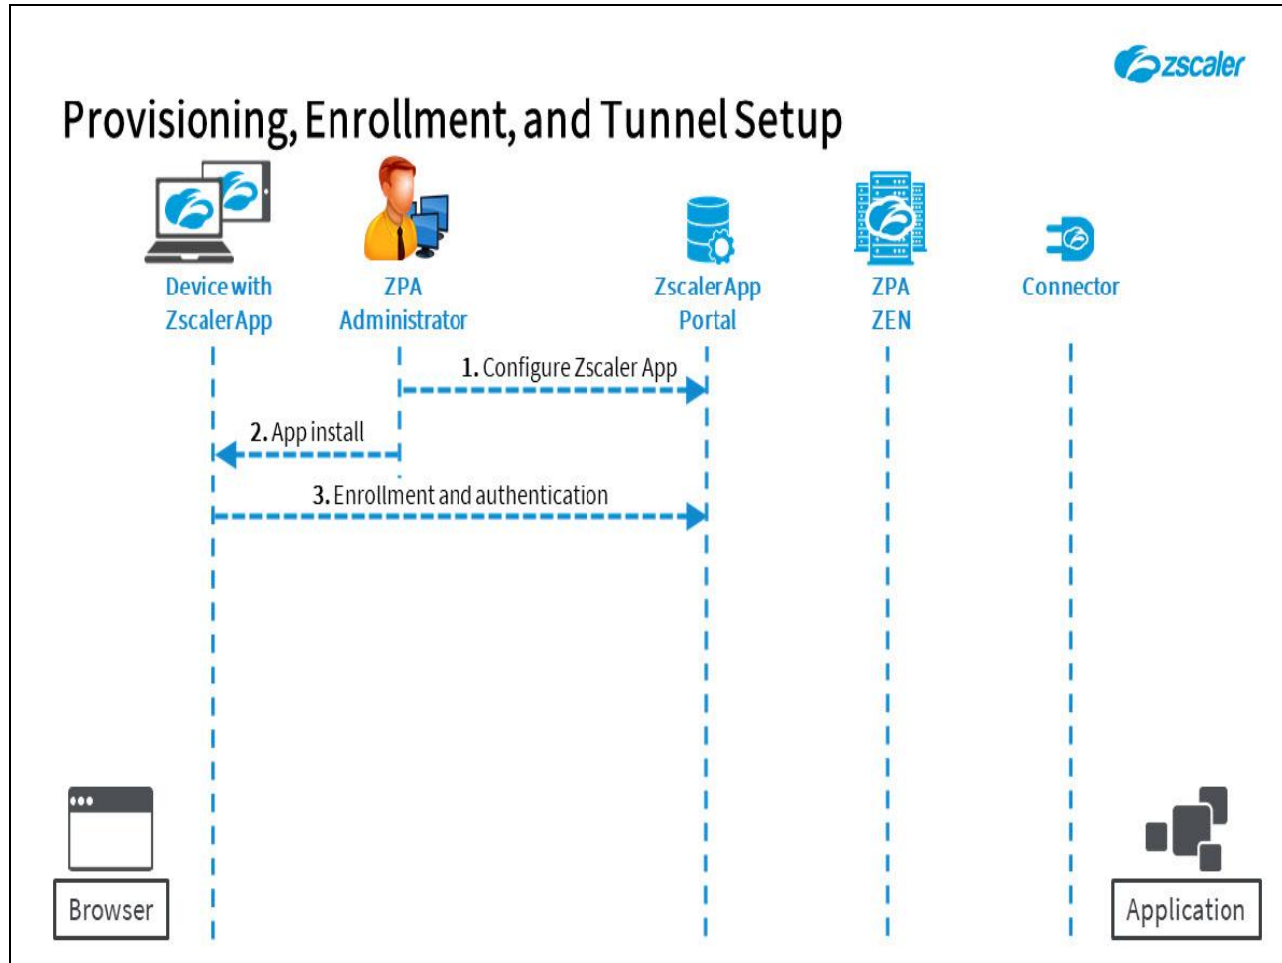 zscaler
Provisioning, Enrollment, and Tunnel Setup
Device with
Zscaler App
ZPA
Administrator
Zscaler App
Portal
ZPA
ZEN
Connector
1. Configure Zscaler App
2. App install
3. Enrollment and authentication
Browser
Application